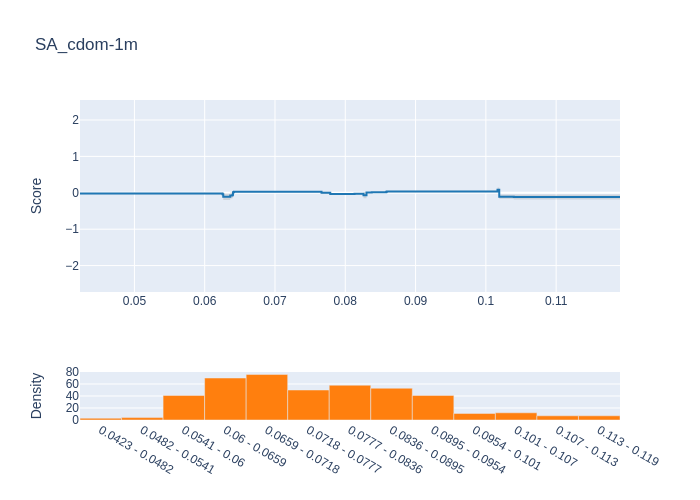 SA_cdom-1m
2
1
0
−1
−2
Score
0.05
0.06
0.07
0.08
0.09
0.1
0.11
80
60
40
20
0
Density
0.0423 - 0.0482
0.0482 - 0.0541
0.0541 - 0.06
0.06 - 0.0659
0.0659 - 0.0718
0.0718 - 0.0777
0.0777 - 0.0836
0.0836 - 0.0895
0.0895 - 0.0954
0.0954 - 0.101
0.101 - 0.107
0.107 - 0.113
0.113 - 0.119